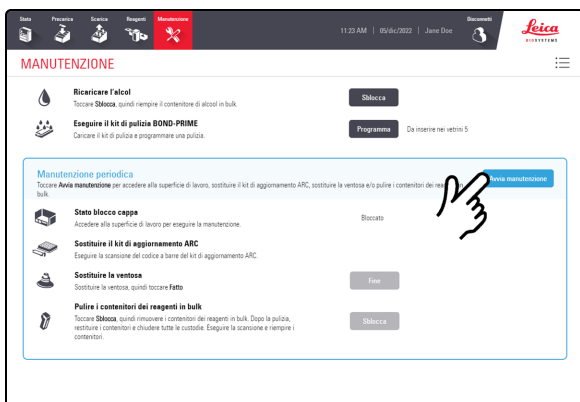 Stato Precarica Scarica Reagenti Manutenzione
11:23 AM | 05/dic/2022 | Jane Doe
Disconnetti
Leica
BIOSYSTEMS
MANUTENZIONE
Ricaricare l'alcol
Toccare Sblocca, quindi riempire il contenitore di alcool in bulk.
Sblocca
Eseguire il kit di pulizia BOND-PRIME
Caricare il kit di pulizia e programmare una pulizia.
Programma
Da inserire nei vetrini 5
Manutenzione periodica
Toccare Avvia manutenzione per accedere alla superficie di lavoro, sostituire il kit di aggiornamento ARC, sostituire la ventosa e/o pulire i contenitori dei
bulk.
Avvia manutenzione
Stato blocco cappa
Accedere alla superficie di lavoro per eseguire la manutenzione.
Bloccato
Sostituire il kit di aggiornamento ARC
Eseguire la scansione del codice a barre del kit di aggiornamento ARC.
Sostituire la ventosa
Sostituire la ventosa, quindi toccare Fatto
Fine
Pulire i contenitori dei reagenti in bulk
Toccare Sblocca, quindi rimuovere i contenitori dei reagenti in bulk. Dopo la pulizia,
restituire i contenitori e chiudere tutte le custodie. Eseguire la scansione e riempire i
contenitori.
Sblocca